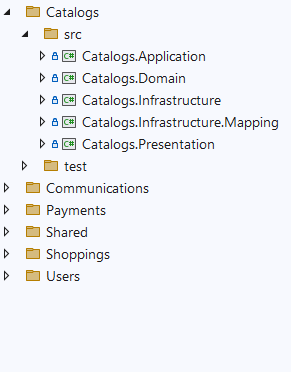 Catalogs
src
C# Catalogs.Application
C# Catalogs.Domain
C# Catalogs.Infrastructure
C# Catalogs.Infrastructure.Mapping
C# Catalogs.Presentation
test
Communications
Payments
Shared
Shoppings
Users